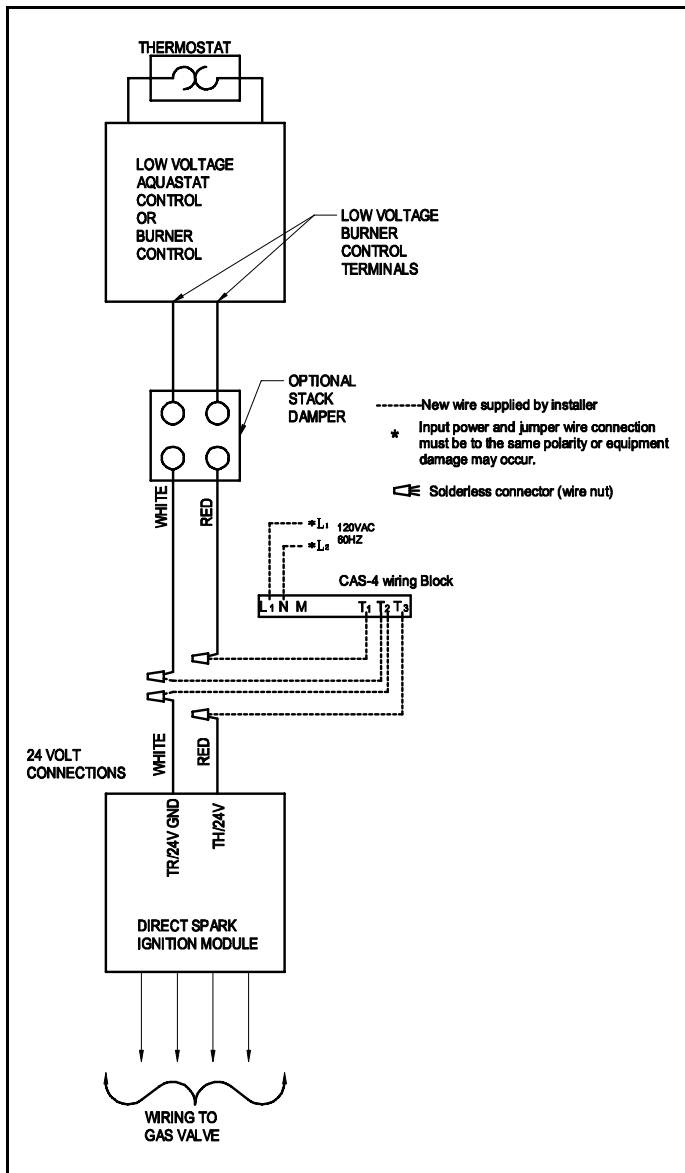 THERMOSTAT
LOW VOLTAGE
AQUASTAT
CONTROL
OR
BURNER
CONTROL
LOW VOLTAGE
BURNER
CONTROL
TERMINALS
OPTIONAL
STACK
DAMPER
New wire supplied by installer
* Input power and jumper wire connection
must be to the same polarity or equipment
damage may occur.
Solderless connector (wire nut)
WHITE
RED
*L1 120VAC
*L2 60HZ
CAS-4 wiring Block
L1 N M T1 T2 T3
24 VOLT
CONNECTIONS
WHITE
RED
TR/24V GND
TH/24V
DIRECT SPARK
IGNITION MODULE
WIRING TO
GAS VALVE